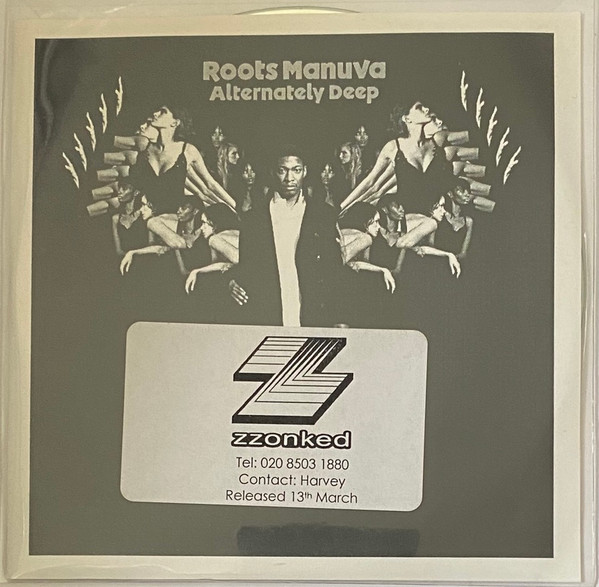 Roots Manuva
Alternately Deep
zzonked
Tel: 020 8503 1880
Contact: Harvey
Released 13th March